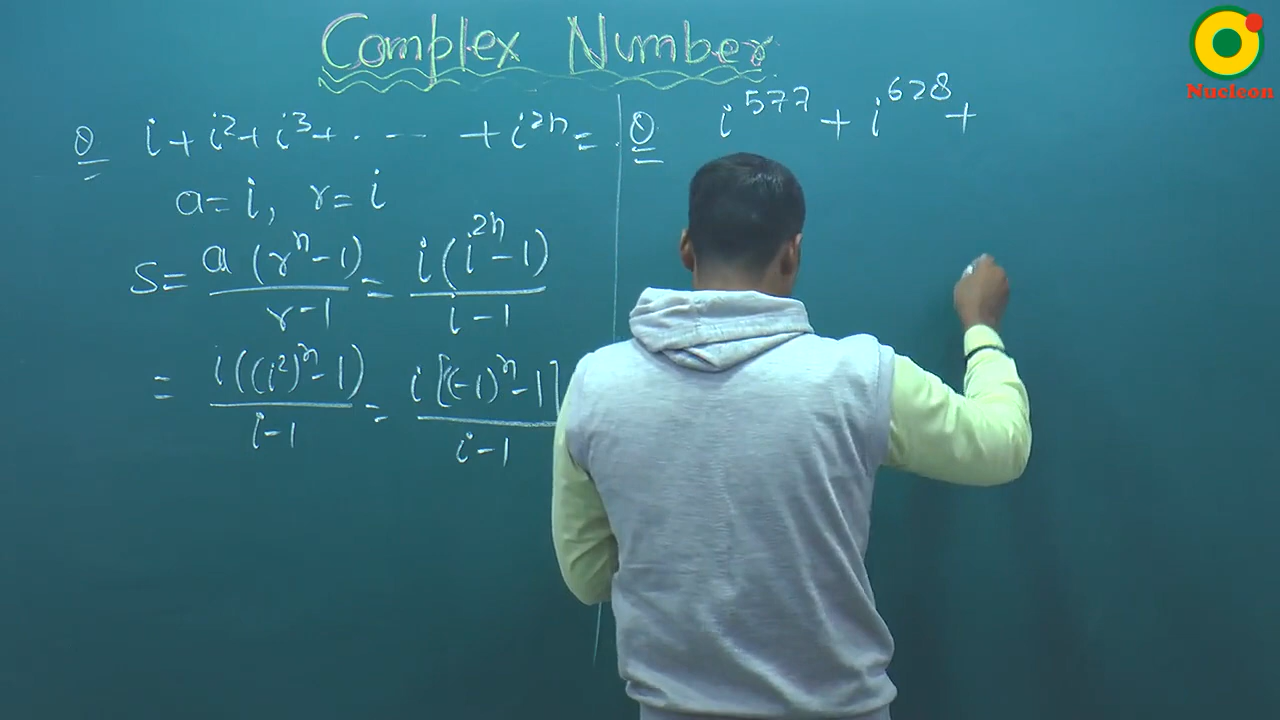 Complex Number
Nucleon
Q i + i² + i³ + . - -- + i²ⁿ =
a = i, r = i
S = a (rⁿ - 1) / r - 1 = i (i²ⁿ - 1) / i - 1
= i ((i²)ⁿ - 1) / i - 1 = i [(-1)ⁿ - 1] / i - 1
Q i⁵⁷⁷ + i⁶²⁸ +